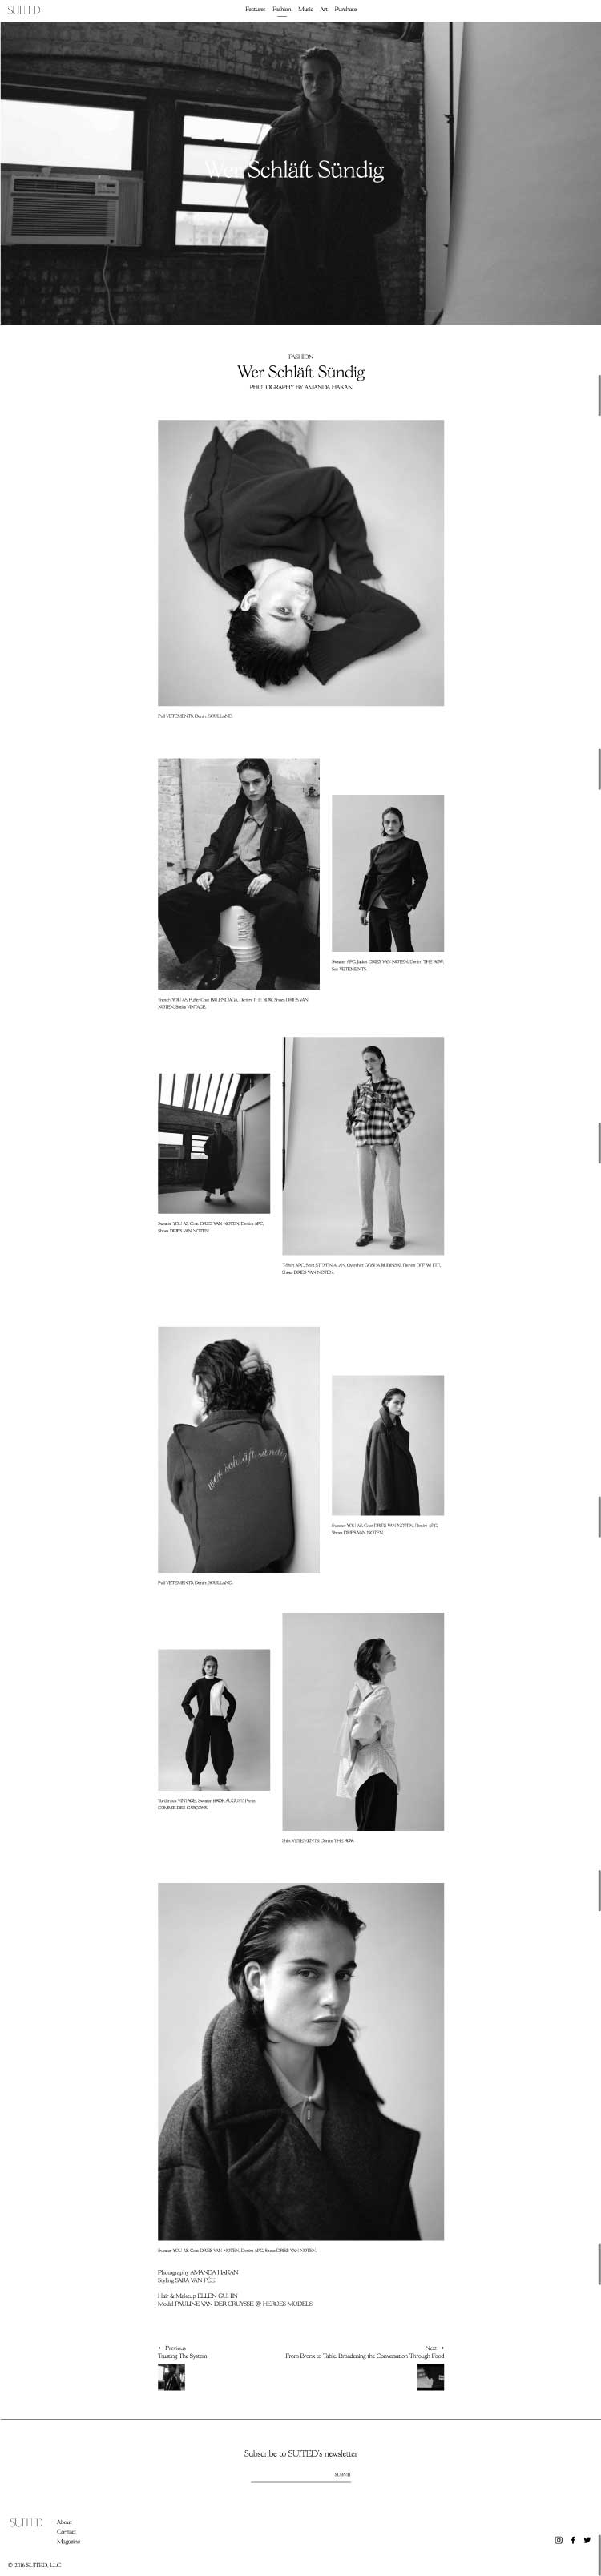 SUITED
Features Fashion Music Art Purchase
Wer Schläft Sündig
FASHION
Wer Schläft Sündig
PHOTOGRAPHY BY AMANDA HAKAN
Pull VETEMENTS, Denim SOULLAND.
Sweater APC, Jacket DRIES VAN NOTEN, Denim THE ROW,
VETEMENTS.
Trench YOU AS, Puffer Coat BALENCIAGA, Denim THE ROW, Shoes DRIES VAN
NOTEN, VINTAGE.
Sweater YOU AS, Coat DRIES VAN NOTEN, Denim APC,
Shoes DRIES VAN NOTEN.
APC, Shirt STEVEN ALAN, Overshirt GOSHA RUBINSKIY, Denim OFF WHITE,
Shoes DRIES VAN NOTEN.
wer schläft sündig
Sweater YOU AS, Coat DRIES VAN NOTEN, Denim APC,
Shoes DRIES VAN NOTEN.
Pull VETEMENTS, Denim SOULLAND.
Turtleneck VINTAGE, Sweater AUGUST, Pants
COMME DES GARÇONS.
Shirt VETEMENTS, Denim THE ROW.
Sweater YOU AS, Coat DRIES VAN NOTEN, Denim APC, Shoes DRIES VAN NOTEN.
Photography AMANDA HAKAN
Styling SARA VAN PÉE
Hair & Makeup ELLEN GUHIN
Model PAULINE VAN DER CRUYSSE @ HEROES MODELS
← Previous
Trusting The System
Next →
From Bronx to Table: Broadening the Conversation Through Food
Subscribe to SUITED's newsletter
SUBMIT
SUITED
About
Contact
Magazine
© 2016 SUITED, LLC